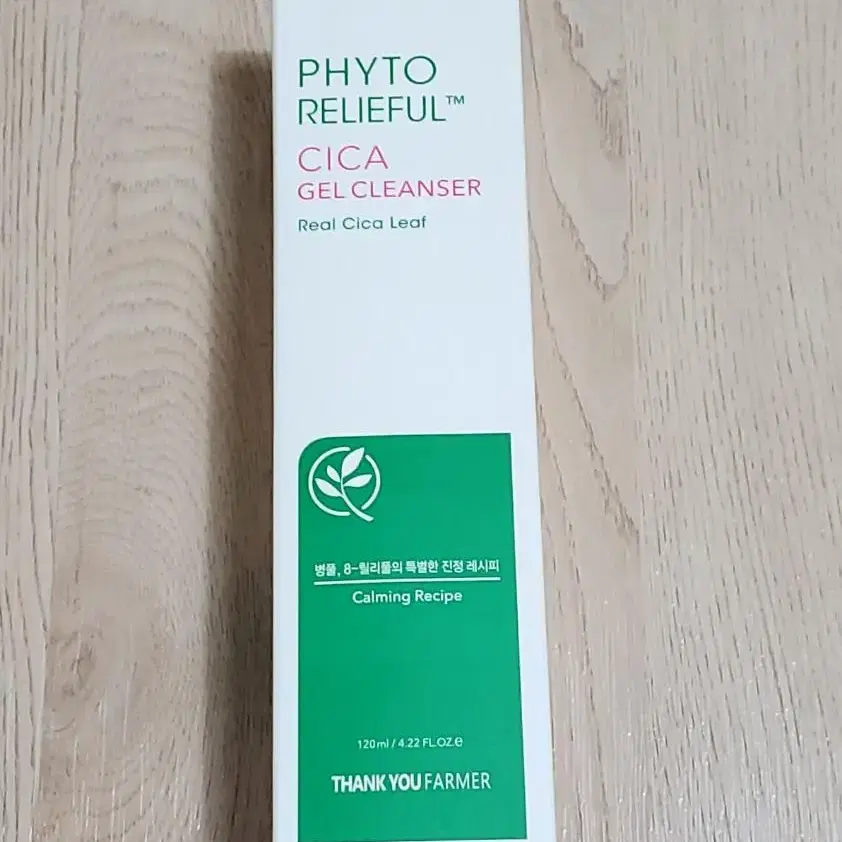 PHYTO
RELIEFUL™
CICA
GEL CLEANSER
Real Cica Leaf
병풀, 8-릴리풀의 특별한 진정 레시피
Calming Recipe
120ml / 4.22 FL.OZ.e
THANK YOU FARMER